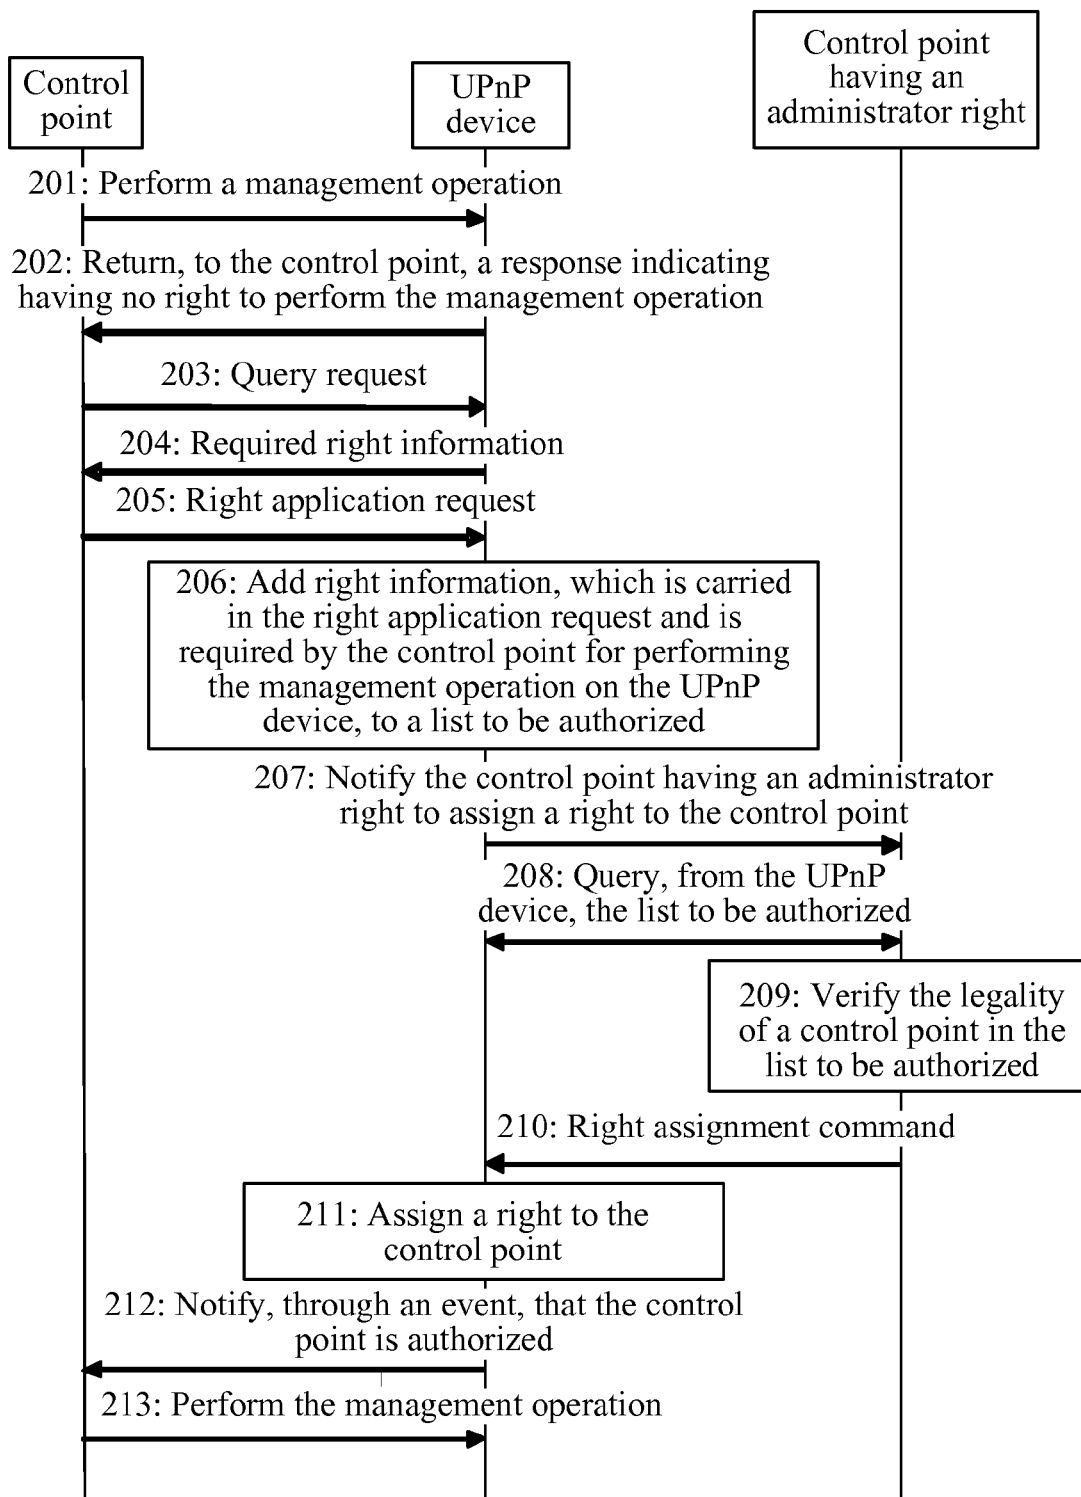 Control
point
UPnP
device
Control point
having an
administrator right
201: Perform a management operation
202: Return, to the control point, a response indicating
having no right to perform the management operation
203: Query request
204: Required right information
205: Right application request
206: Add right information, which is carried
in the right application request and is
required by the control point for performing
the management operation on the UPnP
device, to a list to be authorized
207: Notify the control point having an administrator
right to assign a right to the control point
208: Query, from the UPnP
device, the list to be authorized
209: Verify the legality
of a control point in the
list to be authorized
210: Right assignment command
211: Assign a right to the
control point
212: Notify, through an event, that the control
point is authorized
213: Perform the management operation